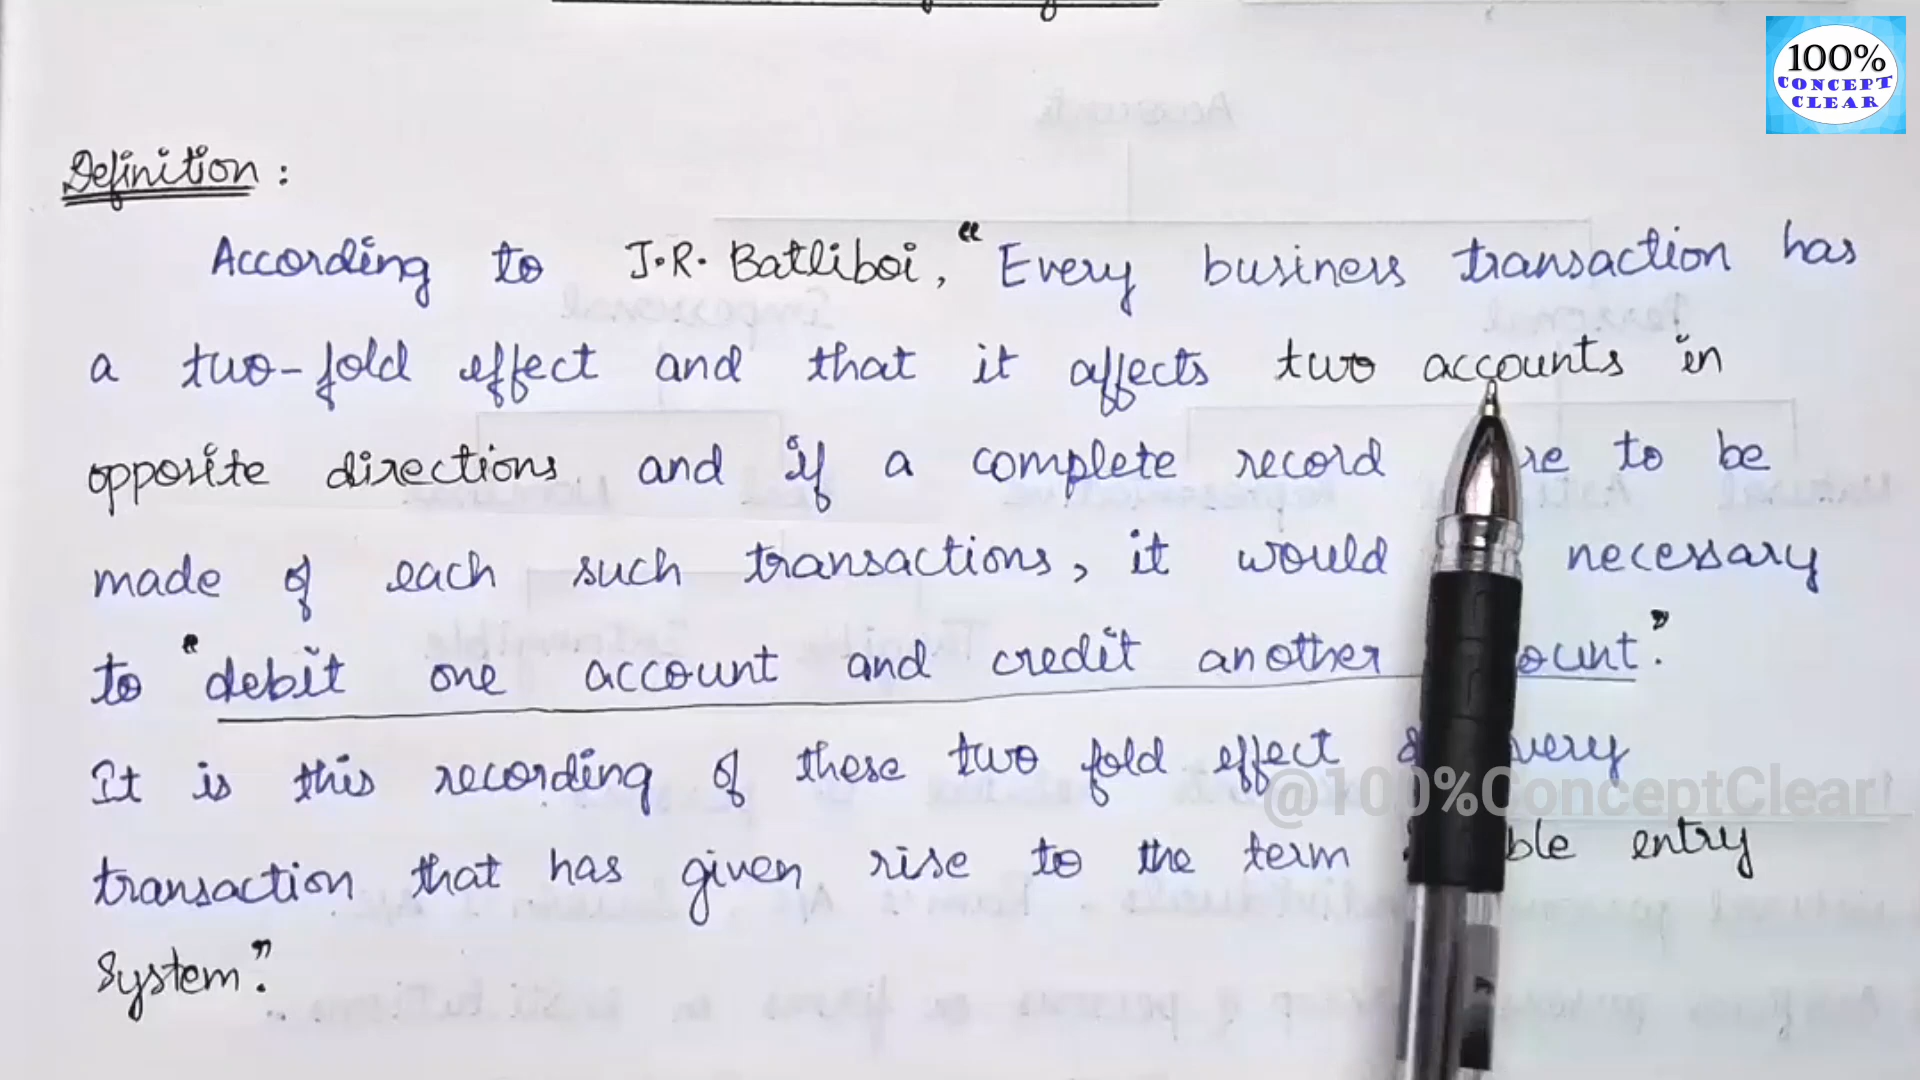 100%
CONCEPT
CLEAR
Definition :
According to J.R. Batliboi, "Every business transaction has
a two-fold effect and that it affects two accounts in
opposite directions and if a complete record to be
made of each such transactions, it would necessary
to "debit one account and credit another ount".
It is this recording of these two fold effect very
transaction that has given rise to the term ble entry
system".
@100%ConceptClear